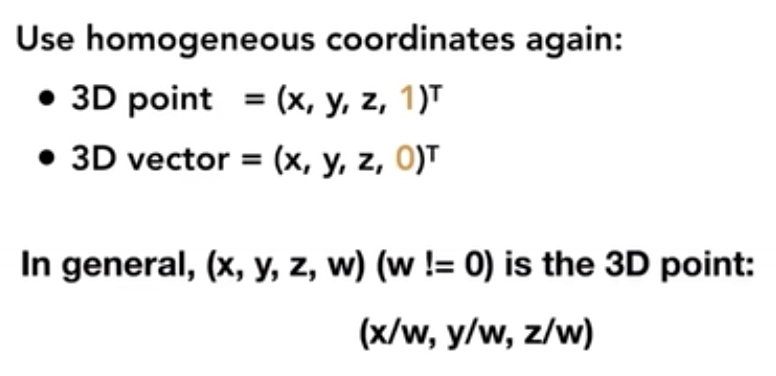 Use homogeneous coordinates again:
• 3D point = (x, y, z, 1)ᵀ
• 3D vector = (x, y, z, 0)ᵀ
In general, (x, y, z, w) (w != 0) is the 3D point:
(x/w, y/w, z/w)